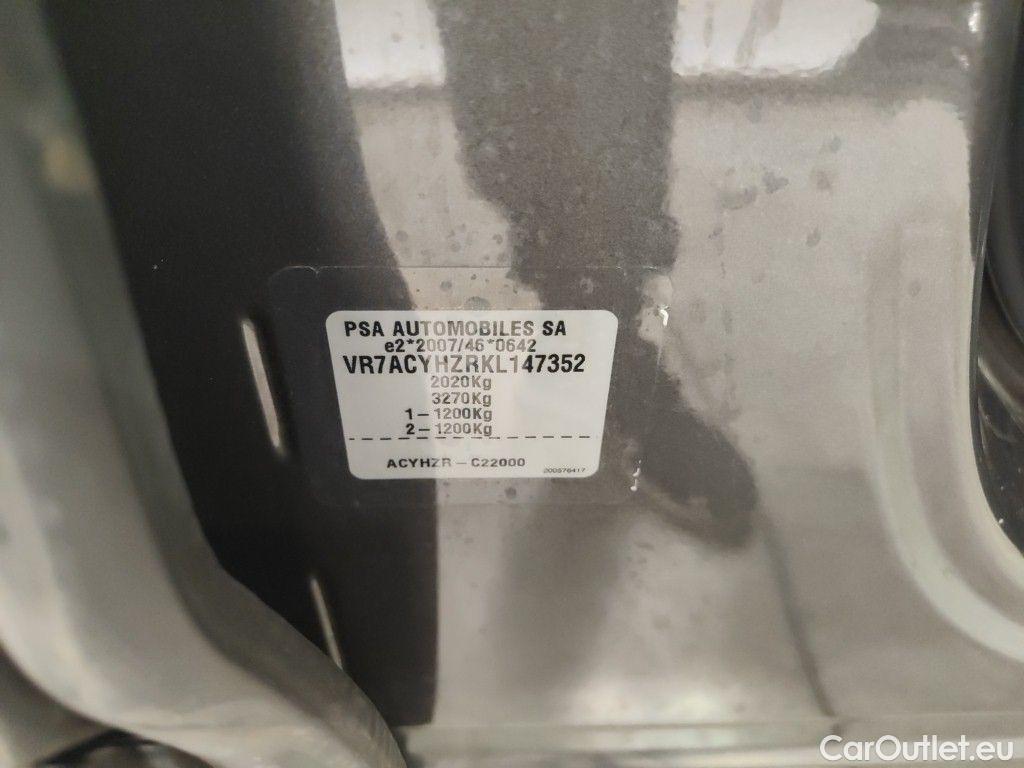 PSA AUTOMOBILES SA
e2*2007/46*0642
VR7ACYHZRKL147352
2020Kg
3270Kg
1-1200Kg
2-1200Kg
ACYHZR-C22000
200576417
CarOutlet.eu